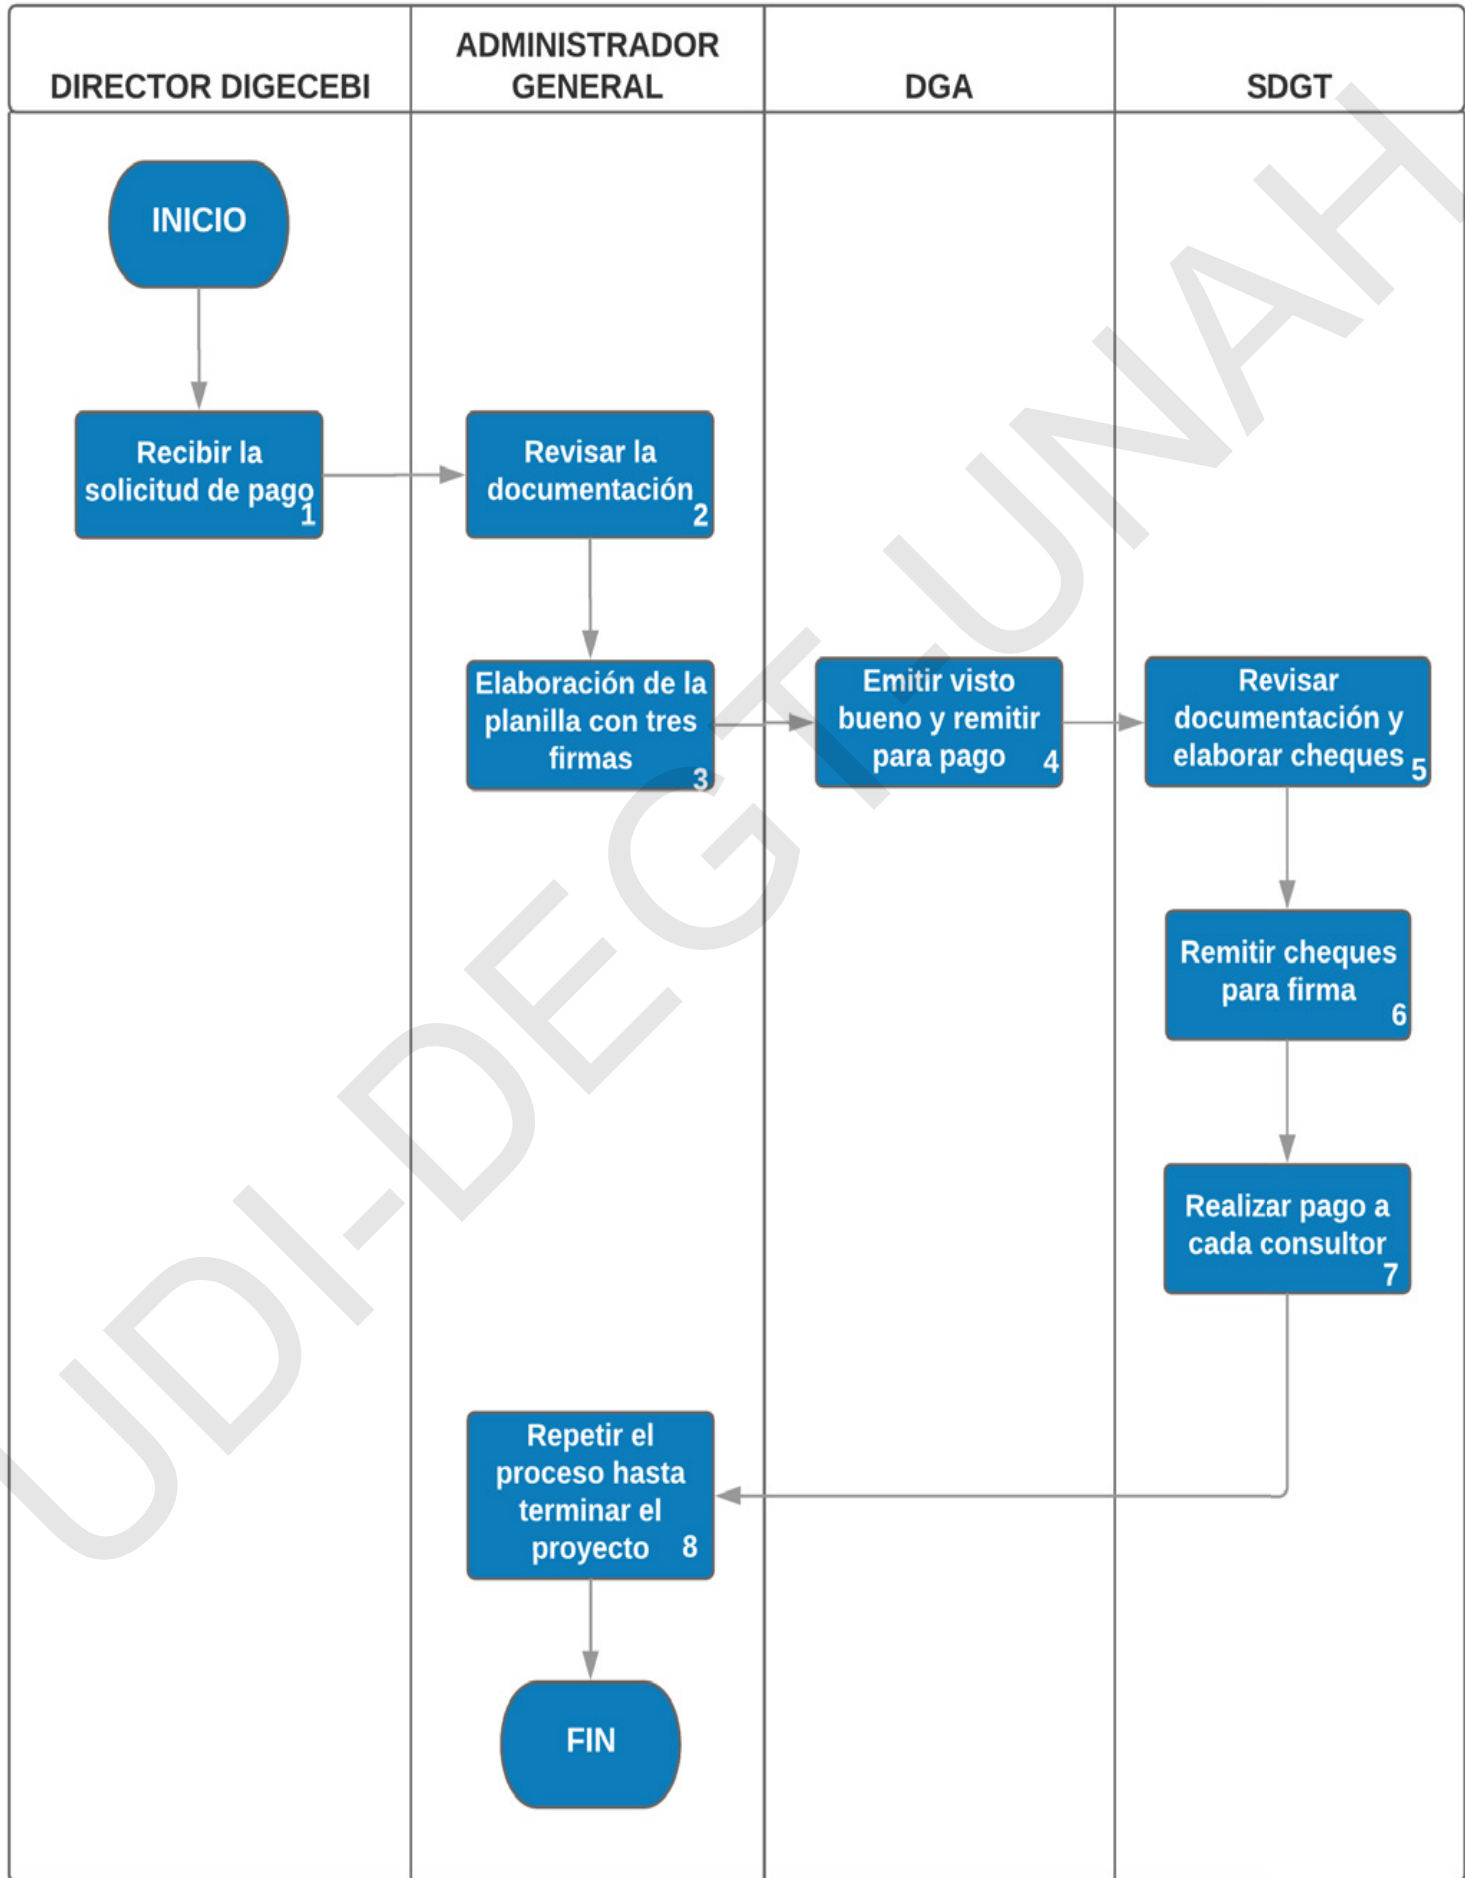 DIRECTOR DIGECEBI
ADMINISTRADOR
GENERAL
DGA
SDGT
INICIO
Recibir la
solicitud de pago
1
Revisar la
documentación
2
Elaboración de la
planilla con tres
firmas
3
Emitir visto
bueno y remitir
para pago
4
Revisar
documentación y
elaborar cheques
5
Remitir cheques
para firma
6
Realizar pago a
cada consultor
7
Repetir el
proceso hasta
terminar el
proyecto
8
FIN
UDI-DEGT-UNAH